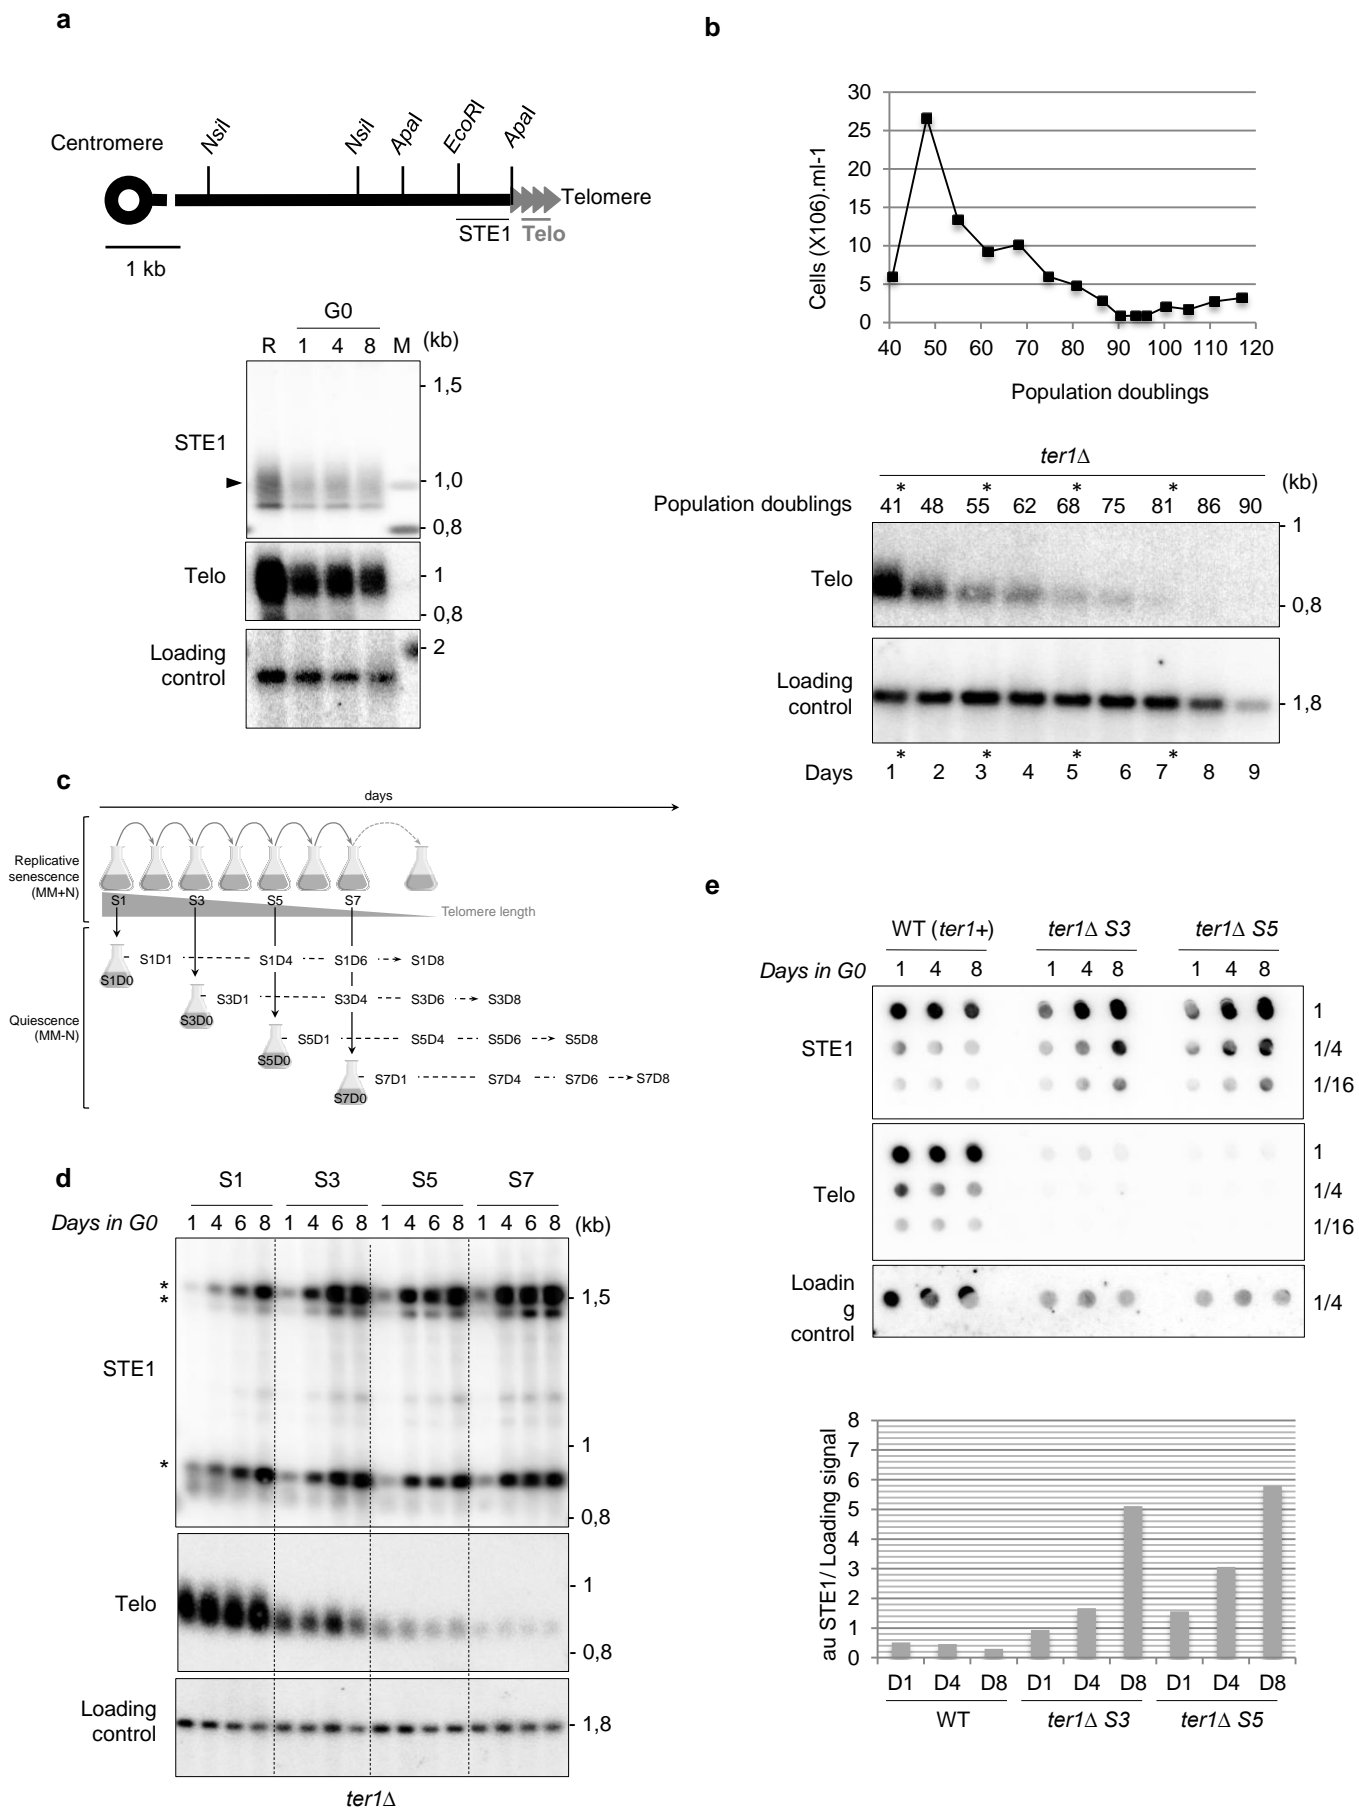 a
Centromere
NsiI
NsiI
ApaI
EcoRI
ApaI
Telomere
STE1
Telo
1 kb
G0
R 1 4 8 M (kb)
1,5
STE1
1,0
0,8
Telo
1
0,8
Loading
control
2
b
Cells (X106).ml-1
30
25
20
15
10
5
0
40 50 60 70 80 90 100 110 120
Population doublings
ter1Δ
(kb)
* * * *
Population doublings 41 48 55 62 68 75 81 86 90
1
Telo
0,8
Loading
control
1,8
* * * *
Days 1 2 3 4 5 6 7 8 9
c
days
Replicative
senescence
(MM+N)
S1 S3 S5 S7
Telomere length
S1D0 S1D1 S1D4 S1D6 S1D8
S3D0 S3D1 S3D4 S3D6 S3D8
Quiescence
(MM-N)
S5D0 S5D1 S5D4 S5D6 S5D8
S7D0 S7D1 S7D4 S7D6 S7D8
d
S1 S3 S5 S7
Days in G0 1 4 6 8 1 4 6 8 1 4 6 8 1 4 6 8 (kb)
*
*
1,5
STE1
1
*
0,8
Telo
1
0,8
Loading
control
1,8
ter1Δ
e
WT (ter1+) ter1Δ S3 ter1Δ S5
Days in G0 1 4 8 1 4 8 1 4 8
1
STE1
1/4
1/16
1
Telo
1/4
1/16
Loadin
g
control
1/4
au STE1/ Loading signal
8
7
6
5
4
3
2
1
0
D1 D4 D8 D1 D4 D8 D1 D4 D8
WT ter1Δ S3 ter1Δ S5